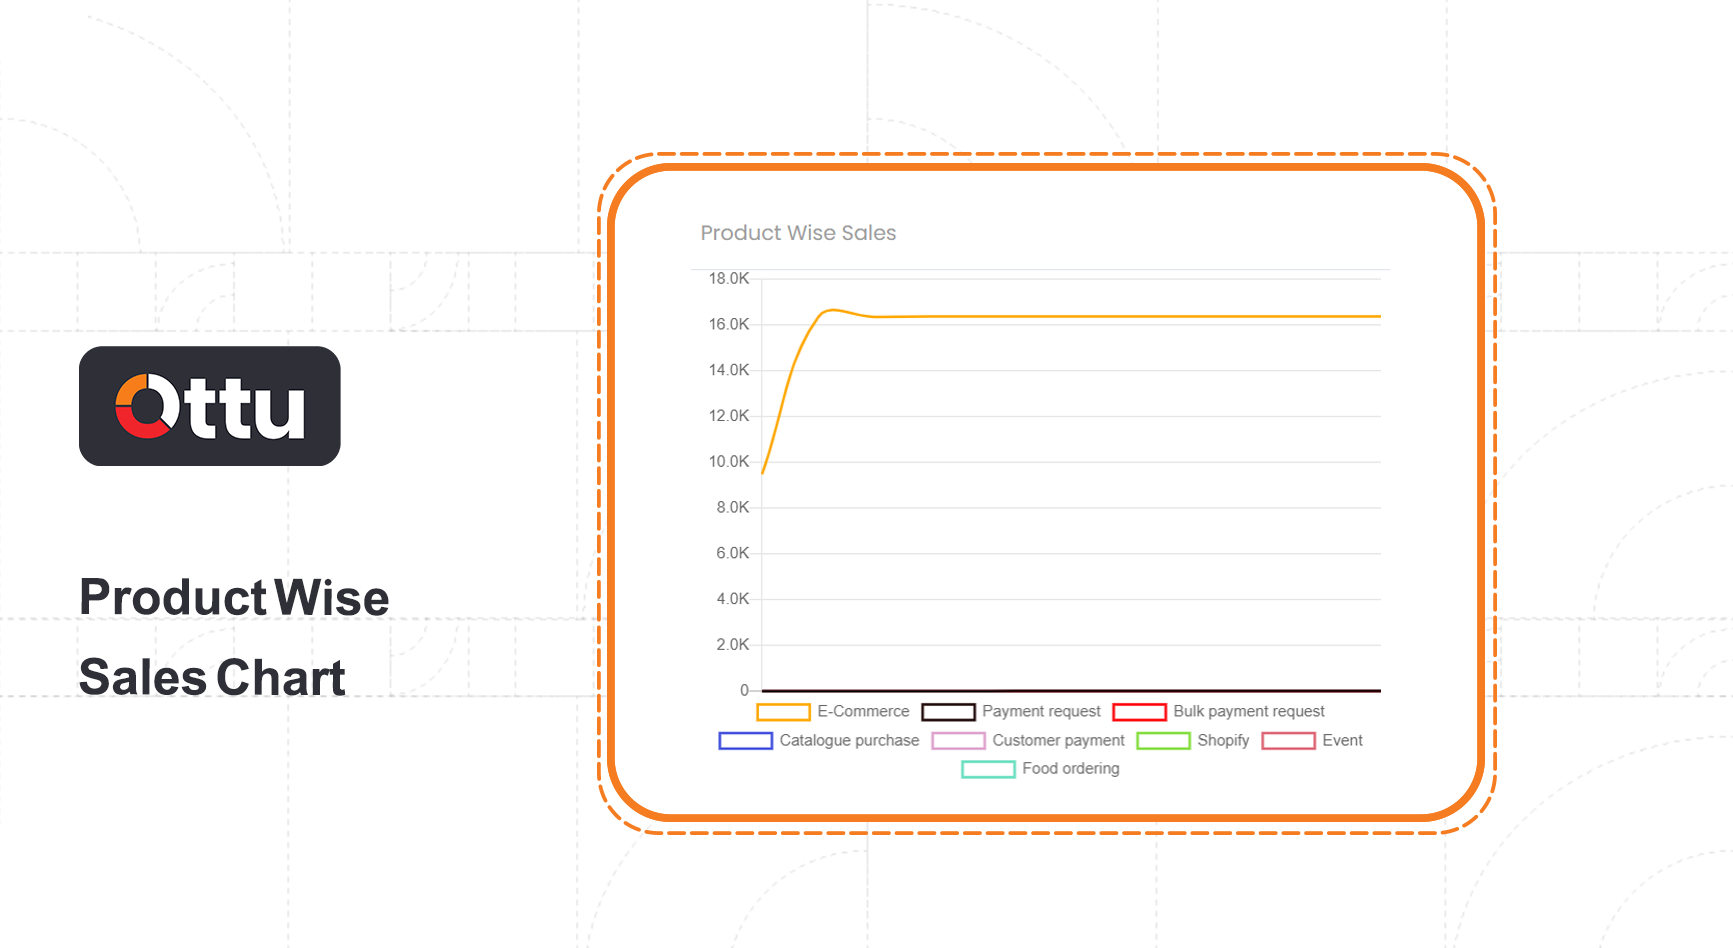 ottu
Product Wise
Sales Chart
Product Wise Sales
18.0K
16.0K
14.0K
12.0K
10.0K
8.0K
6.0K
4.0K
2.0K
0
E-Commerce Payment request Bulk payment request
Catalogue purchase Customer payment Shopify Event
Food ordering